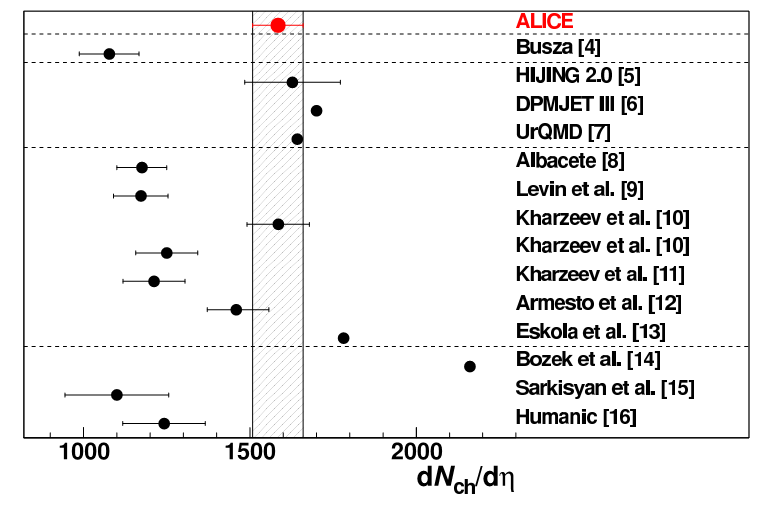 ALICE
Busza [4]
HIJING 2.0 [5]
DPMJET III [6]
UrQMD [7]
Albacete [8]
Levin et al. [9]
Kharzeev et al. [10]
Kharzeev et al. [10]
Kharzeev et al. [11]
Armesto et al. [12]
Eskola et al. [13]
Bozek et al. [14]
Sarkisyan et al. [15]
Humanic [16]
1000 1500 2000
dNch/dη